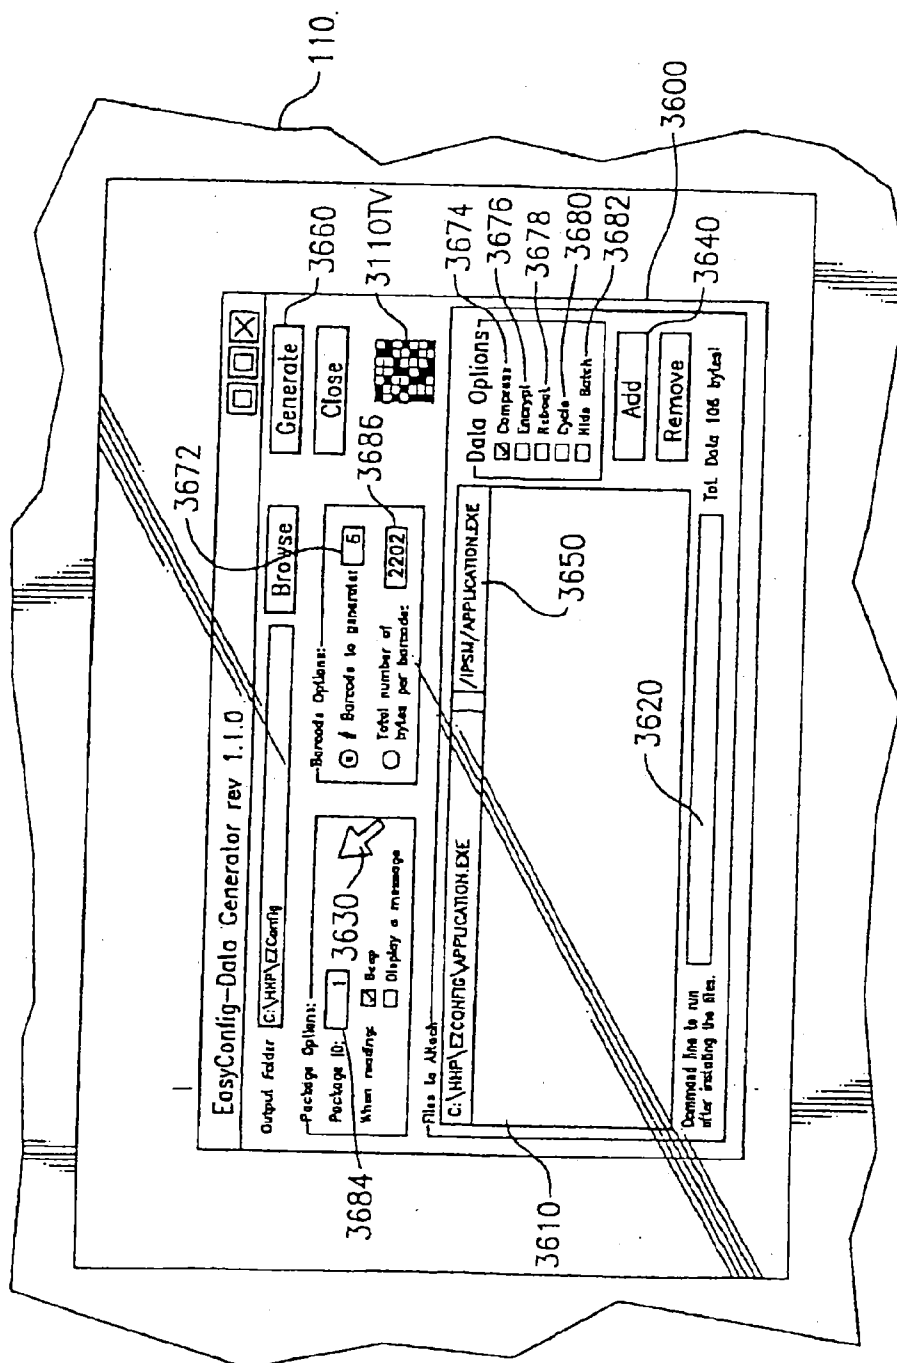 110.
EasyConfig-Data Generator rev 1.1.0
Output Folder C:\HHP\EZConfig Browse
Generate
3660
Close
3110TV
Package Options:
Package ID: 1
3630
When reading: Beep
Display a message
3684
Barcode Options:
# Barcode to generate: 6
3672
Total number of
bytes per barcode: 2202
3686
Files to Attach
C:\HHP\EZCONFIG\APPLICATION.EXE /IPSM/APPLICATION.EXE
3650
3610
Data Options
Compress 3674
Encrypt 3676
Reboot 3678
Cycle 3680
Hide Batch 3682
Add
3640
Remove
3600
Command line to run
after installing the files.
3620
Tot. Data 106 bytes!